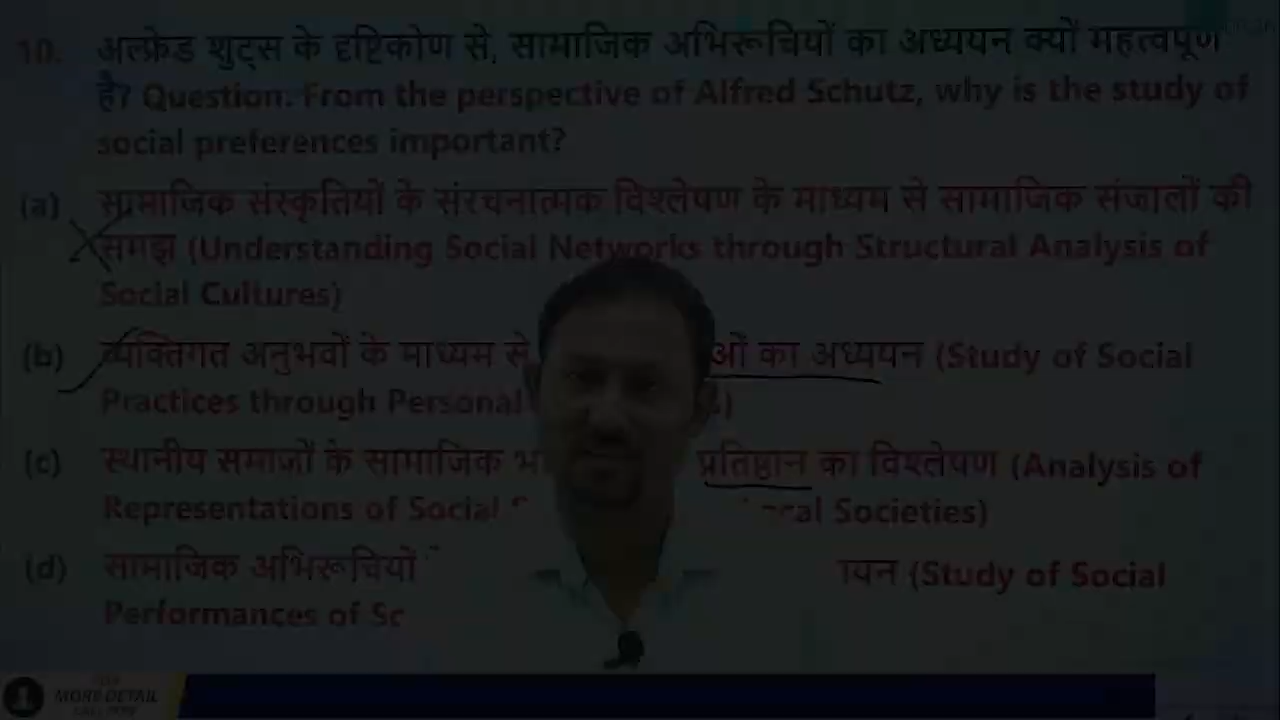 10. अल्फ्रेड शुट्स के दृष्टिकोण से, सामाजिक अभिरूचियों का अध्ययन क्यों महत्वपूर्ण
है? Question. From the perspective of Alfred Schutz, why is the study of
social preferences important?
(a) सामाजिक संस्कृतियों के संरचनात्मक विश्लेषण के माध्यम से सामाजिक संजालों की
समझ (Understanding Social Networks through Structural Analysis of
Social Cultures)
(b) व्यक्तिगत अनुभवों के माध्यम से ओं का अध्ययन (Study of Social
Practices through Personal
(c) स्थानीय समाजों के सामाजिक प्रतिष्ठान का विश्लेषण (Analysis of
Representations of Social Societies)
(d) सामाजिक अभिरूचियों (Study of Social
Performances of
MORE DETAIL